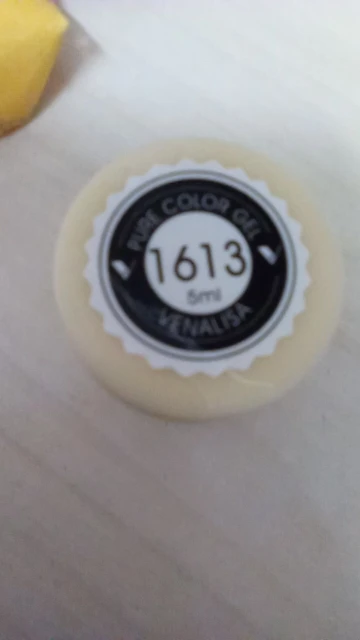 PURE COLOR GEL
1613
5ml
VENALISA